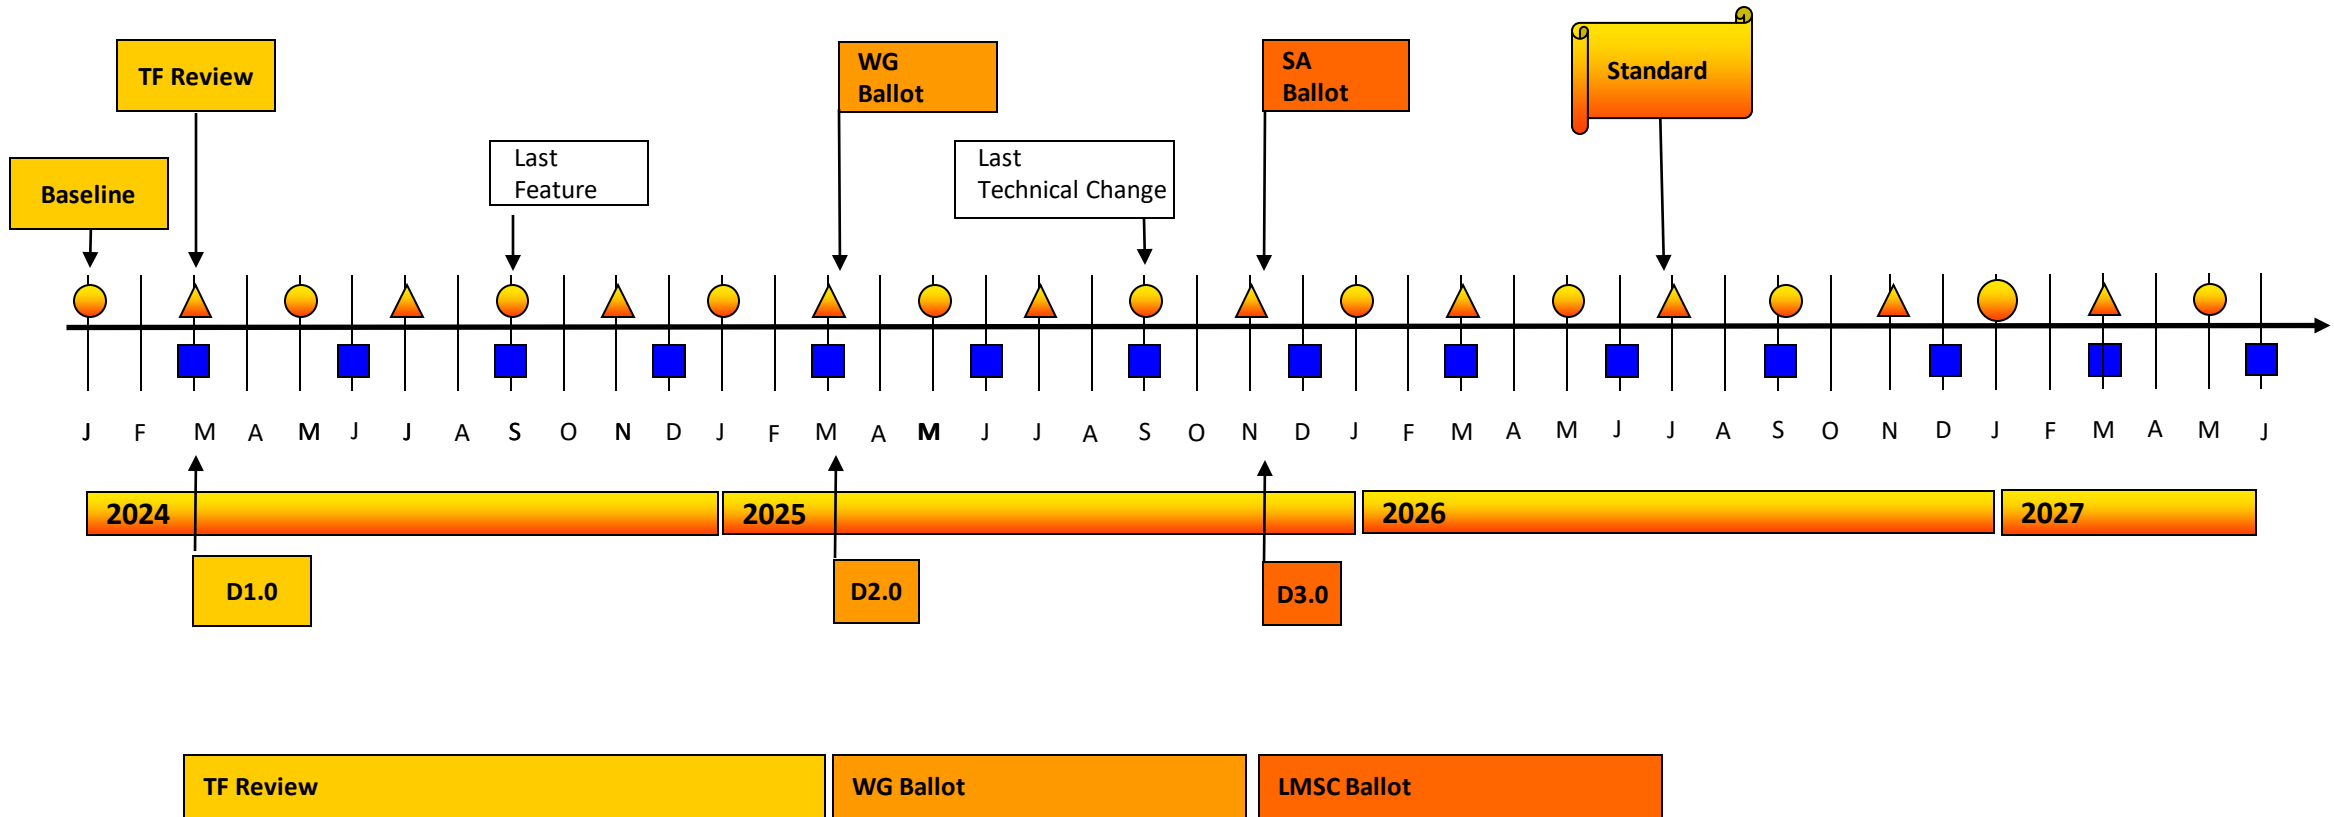 TF Review
WG
Ballot
SA
Ballot
Standard
Baseline
Last
Feature
Last
Technical Change
J F M A M J J A S O N D J F M A M J J A S O N D J F M A M J J A S O N D J F M A M J
2024 2025 2026 2027
D1.0 D2.0 D3.0
TF Review WG Ballot LMSC Ballot